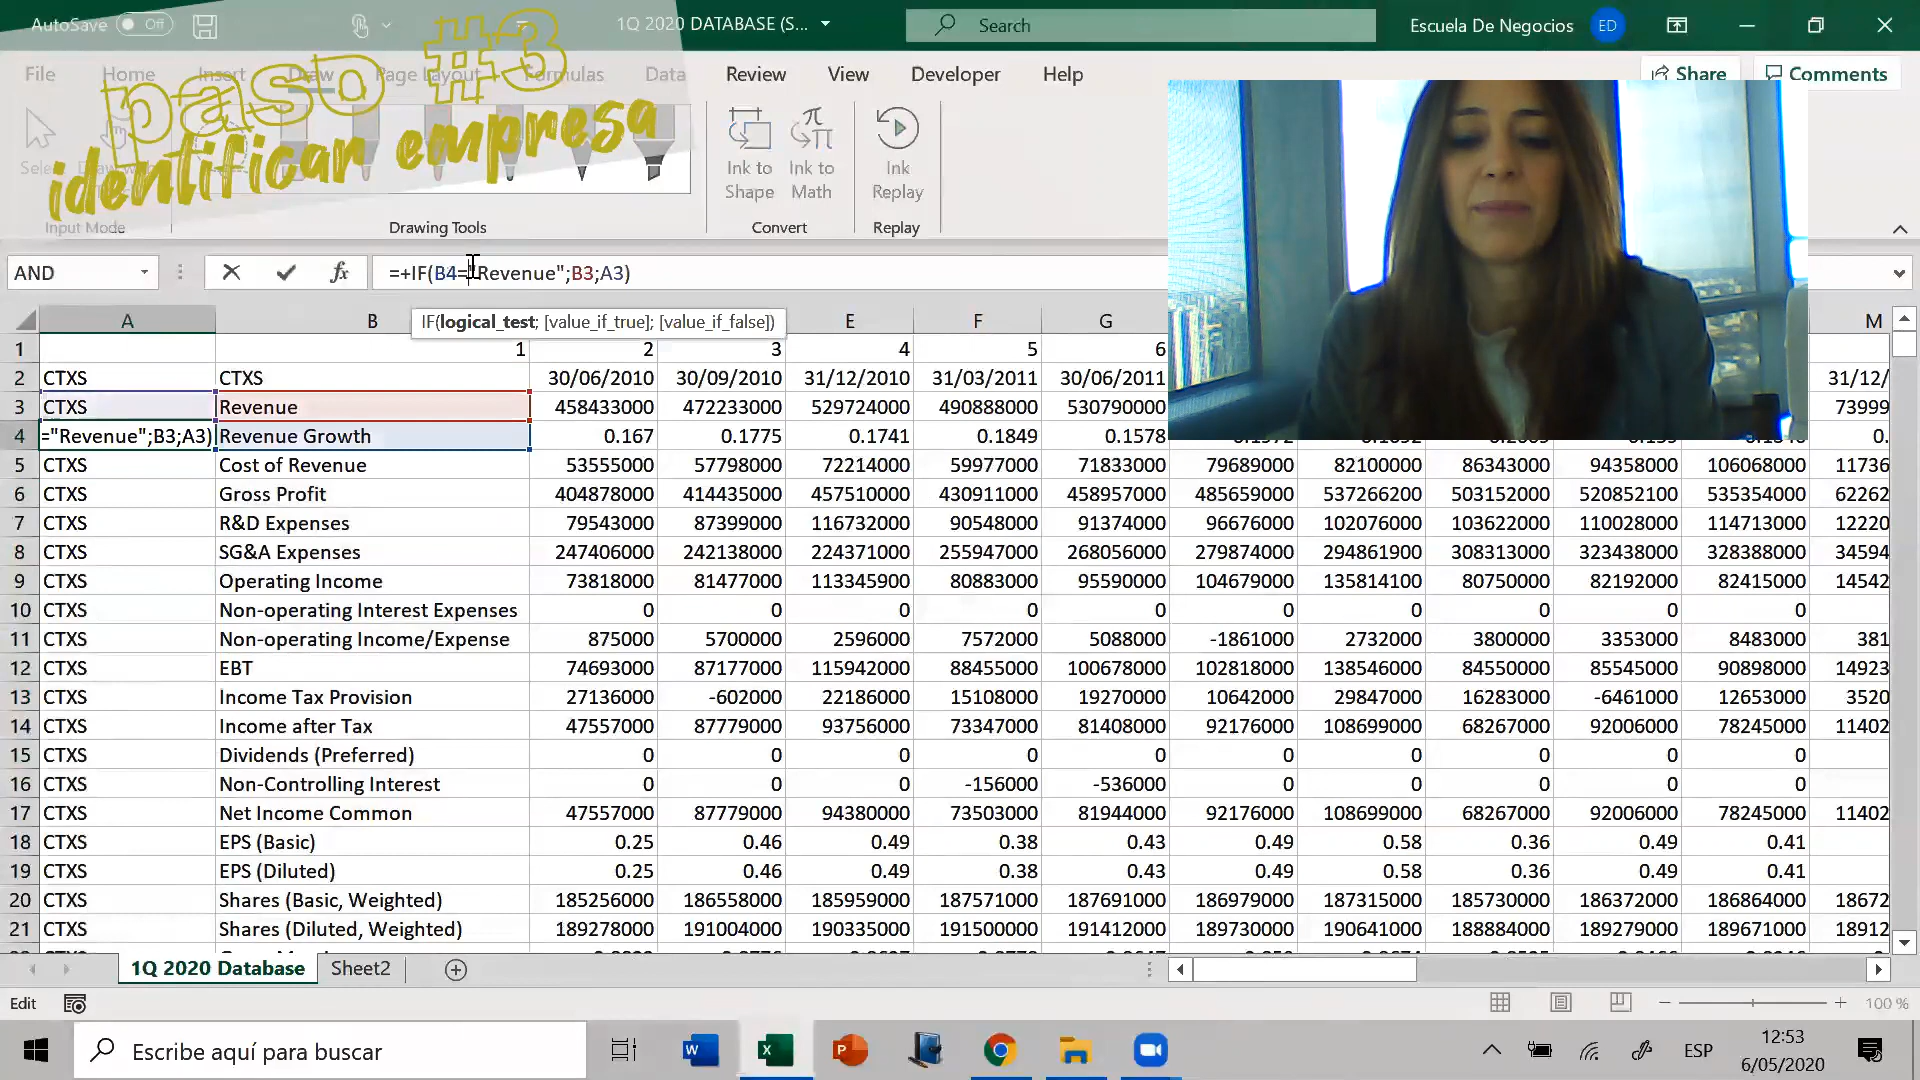 AutoSave Off
1Q 2020 DATABASE (S...
Search
Escuela De Negocios ED
paso #3
identificar empresa
File Home Insert Draw Page Layout Formulas Data Review View Developer Help
Share Comments
Select
Ink to Shape
Ink to Math
Ink Replay
Input Mode
Drawing Tools
Convert
Replay
AND
fx
=+IF(B4="Revenue";B3;A3)
IF(logical_test; [value_if_true]; [value_if_false])
A B E F G M
1 1 2 3 4 5 6
2 CTXS CTXS 30/06/2010 30/09/2010 31/12/2010 31/03/2011 30/06/2011 31/12/
3 CTXS Revenue 458433000 472233000 529724000 490888000 530790000 73999
4 ="Revenue";B3;A3) Revenue Growth 0.167 0.1775 0.1741 0.1849 0.1578 0.
5 CTXS Cost of Revenue 53555000 57798000 72214000 59977000 71833000 79689000 82100000 86343000 94358000 106068000 11736
6 CTXS Gross Profit 404878000 414435000 457510000 430911000 458957000 485659000 537266200 503152000 520852100 535354000 62262
7 CTXS R&D Expenses 79543000 87399000 116732000 90548000 91374000 96676000 102076000 103622000 110028000 114713000 12220
8 CTXS SG&A Expenses 247406000 242138000 224371000 255947000 268056000 279874000 294861900 308313000 323438000 328388000 34594
9 CTXS Operating Income 73818000 81477000 113345900 80883000 95590000 104679000 135814100 80750000 82192000 82415000 14542
10 CTXS Non-operating Interest Expenses 0 0 0 0 0 0 0 0 0 0
11 CTXS Non-operating Income/Expense 875000 5700000 2596000 7572000 5088000 -1861000 2732000 3800000 3353000 8483000 381
12 CTXS EBT 74693000 87177000 115942000 88455000 100678000 102818000 138546000 84550000 85545000 90898000 14923
13 CTXS Income Tax Provision 27136000 -602000 22186000 15108000 19270000 10642000 29847000 16283000 -6461000 12653000 3520
14 CTXS Income after Tax 47557000 87779000 93756000 73347000 81408000 92176000 108699000 68267000 92006000 78245000 11402
15 CTXS Dividends (Preferred) 0 0 0 0 0 0 0 0 0 0
16 CTXS Non-Controlling Interest 0 0 0 -156000 -536000 0 0 0 0 0
17 CTXS Net Income Common 47557000 87779000 94380000 73503000 81944000 92176000 108699000 68267000 92006000 78245000 11402
18 CTXS EPS (Basic) 0.25 0.46 0.49 0.38 0.43 0.49 0.58 0.36 0.49 0.41
19 CTXS EPS (Diluted) 0.25 0.46 0.49 0.38 0.43 0.49 0.58 0.36 0.49 0.41
20 CTXS Shares (Basic, Weighted) 185256000 186558000 185959000 187571000 187691000 186979000 187315000 185730000 186372000 186864000 18672
21 CTXS Shares (Diluted, Weighted) 189278000 191004000 190335000 191500000 191412000 189730000 190641000 188884000 189279000 189671000 18912
1Q 2020 Database Sheet2
Edit
100 %
Escribe aquí para buscar
ESP
12:53
6/05/2020